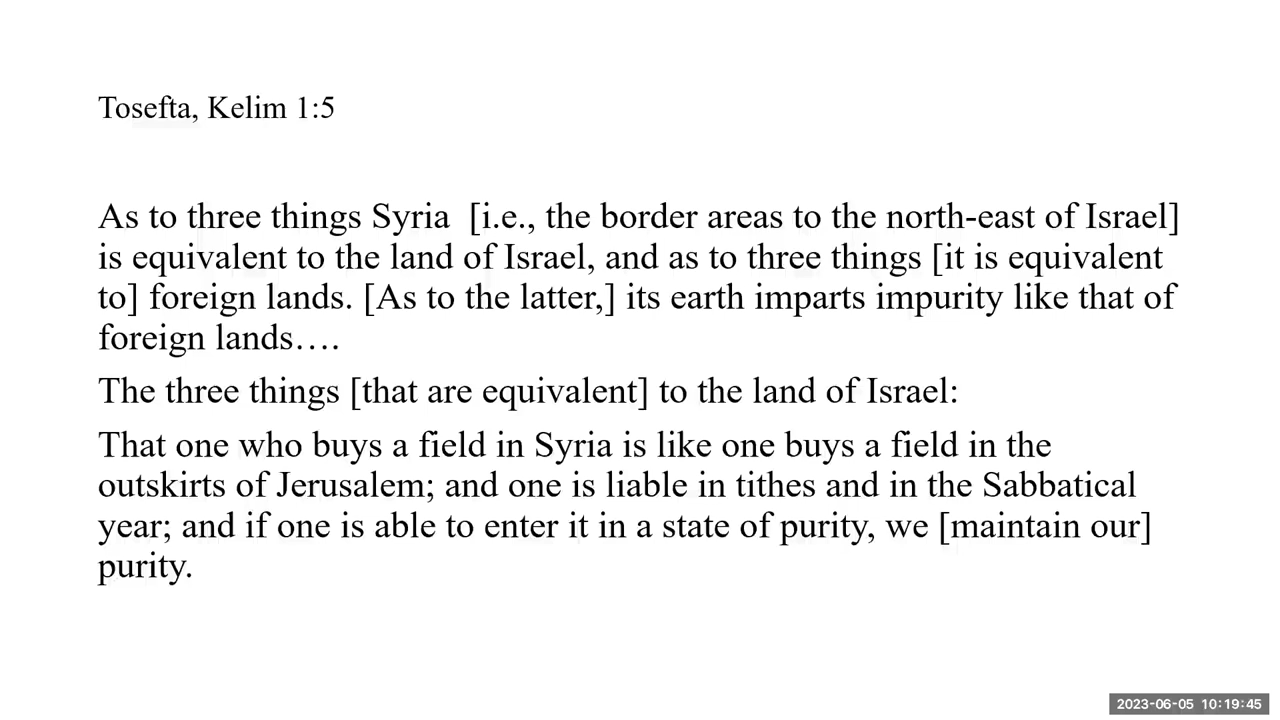 Tosefta, Kelim 1:5
As to three things Syria  [i.e., the border areas to the north-east of Israel]
is equivalent to the land of Israel, and as to three things [it is equivalent
to] foreign lands. [As to the latter,] its earth imparts impurity like that of
foreign lands….
The three things [that are equivalent] to the land of Israel:
That one who buys a field in Syria is like one buys a field in the
outskirts of Jerusalem; and one is liable in tithes and in the Sabbatical
year; and if one is able to enter it in a state of purity, we [maintain our]
purity.
2023-06-05 10:19:45